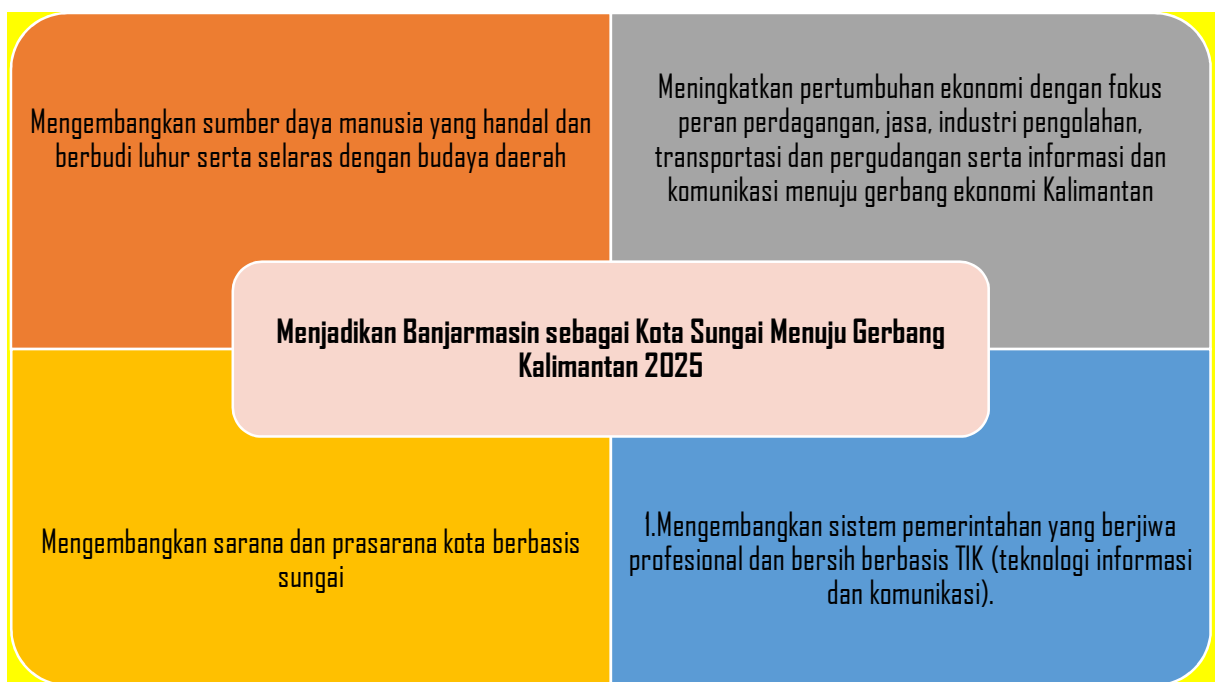 Mengembangkan sumber daya manusia yang handal dan
berbudi luhur serta selaras dengan budaya daerah
Meningkatkan pertumbuhan ekonomi dengan fokus
peran perdagangan, jasa, industri pengolahan,
transportasi dan pergudangan serta informasi dan
komunikasi menuju gerbang ekonomi Kalimantan
Menjadikan Banjarmasin sebagai Kota Sungai Menuju Gerbang
Kalimantan 2025
Mengembangkan sarana dan prasarana kota berbasis
sungai
1.Mengembangkan sistem pemerintahan yang berjiwa
profesional dan bersih berbasis TIK (teknologi informasi
dan komunikasi).